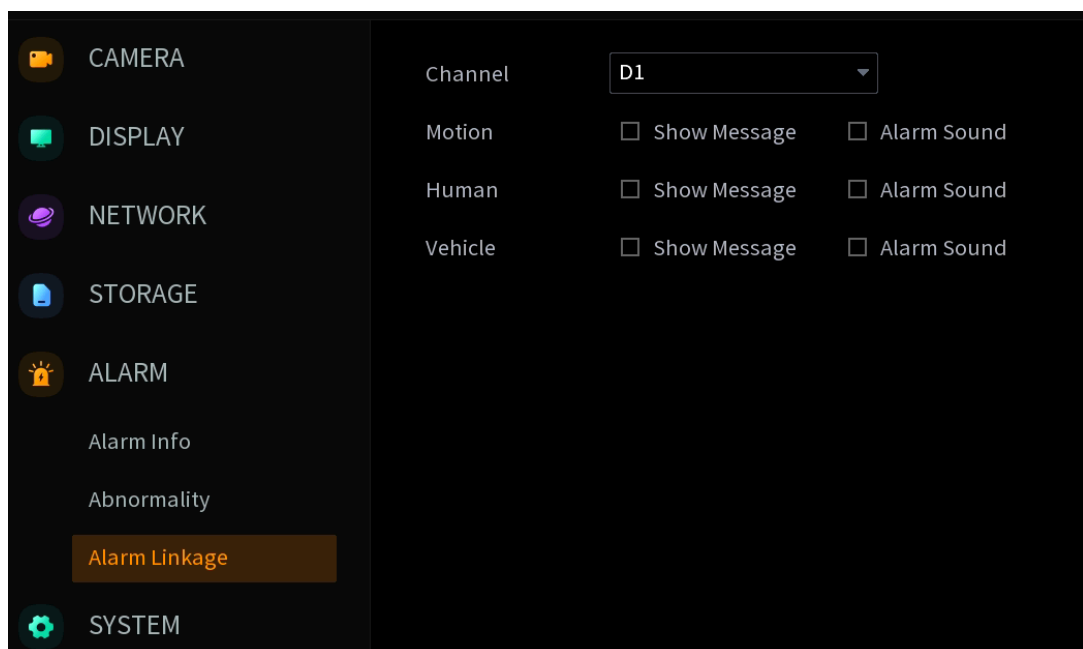 CAMERA
DISPLAY
NETWORK
STORAGE
ALARM
Alarm Info
Abnormality
Alarm Linkage
SYSTEM
Channel D1
Motion Show Message Alarm Sound
Human Show Message Alarm Sound
Vehicle Show Message Alarm Sound